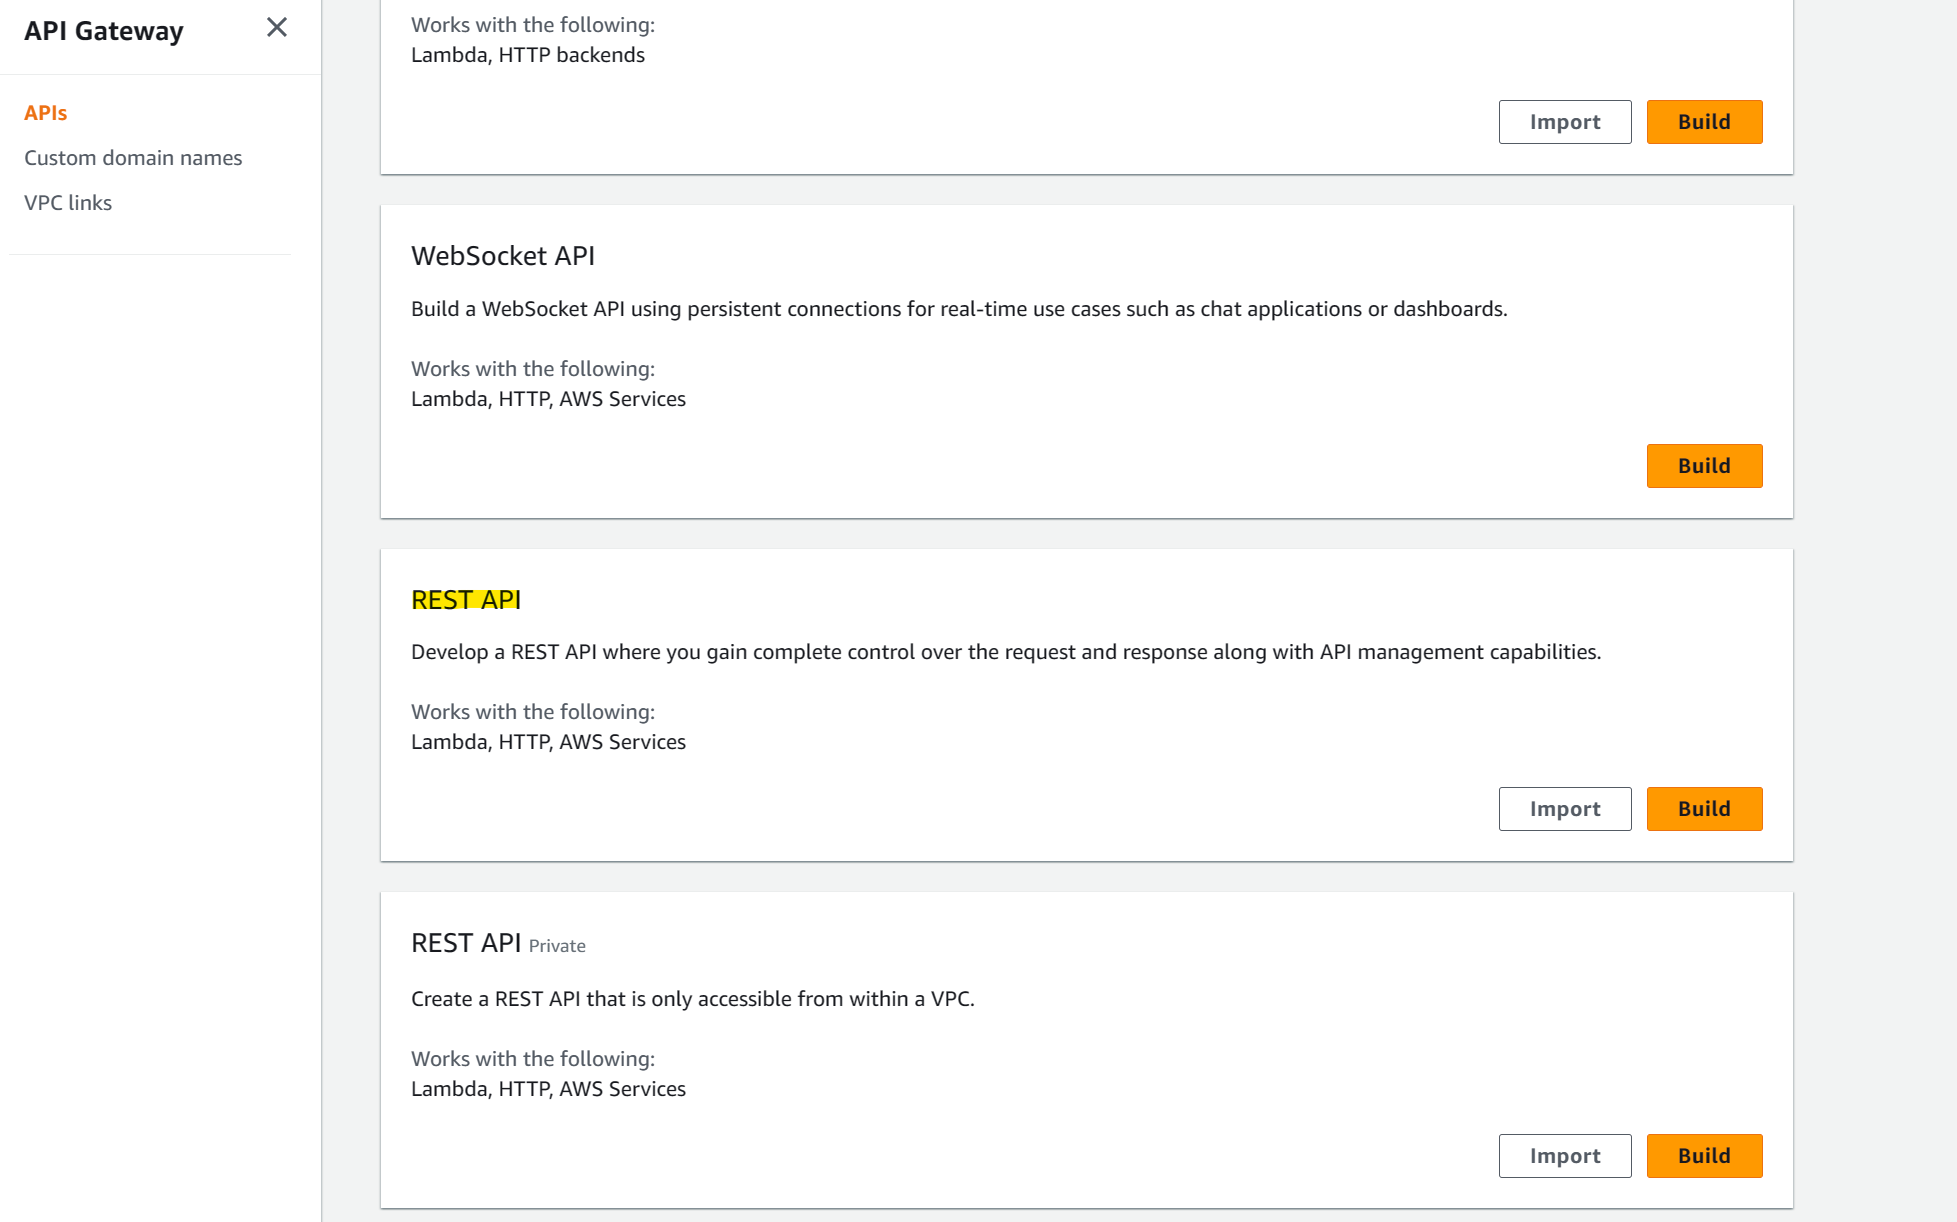 API Gateway
APIs
Custom domain names
VPC links
Works with the following:
Lambda, HTTP backends
Import
Build
WebSocket API
Build a WebSocket API using persistent connections for real-time use cases such as chat applications or dashboards.
Works with the following:
Lambda, HTTP, AWS Services
Build
REST API
Develop a REST API where you gain complete control over the request and response along with API management capabilities.
Works with the following:
Lambda, HTTP, AWS Services
Import
Build
REST API Private
Create a REST API that is only accessible from within a VPC.
Works with the following:
Lambda, HTTP, AWS Services
Import
Build